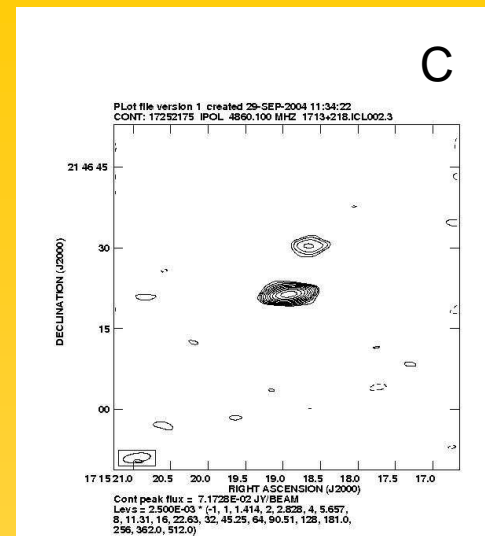 C
PLot file version 1 created 29-SEP-2004 11:34:22
CONT: 17252175 IPOL 4860.100 MHZ 1713+218.ICL002.3
21 46 45
30
15
00
DECLINATION (J2000)
17 15 21.0 20.5 20.0 19.5 19.0 18.5 18.0 17.5 17.0
RIGHT ASCENSION (J2000)
Cont peak flux = 7.1728E-02 JY/BEAM
Levs = 2.500E-03 * (-1, 1, 1.414, 2, 2.828, 4, 5.657,
8, 11.31, 16, 22.63, 32, 45.25, 64, 90.51, 128, 181.0,
256, 362.0, 512.0)